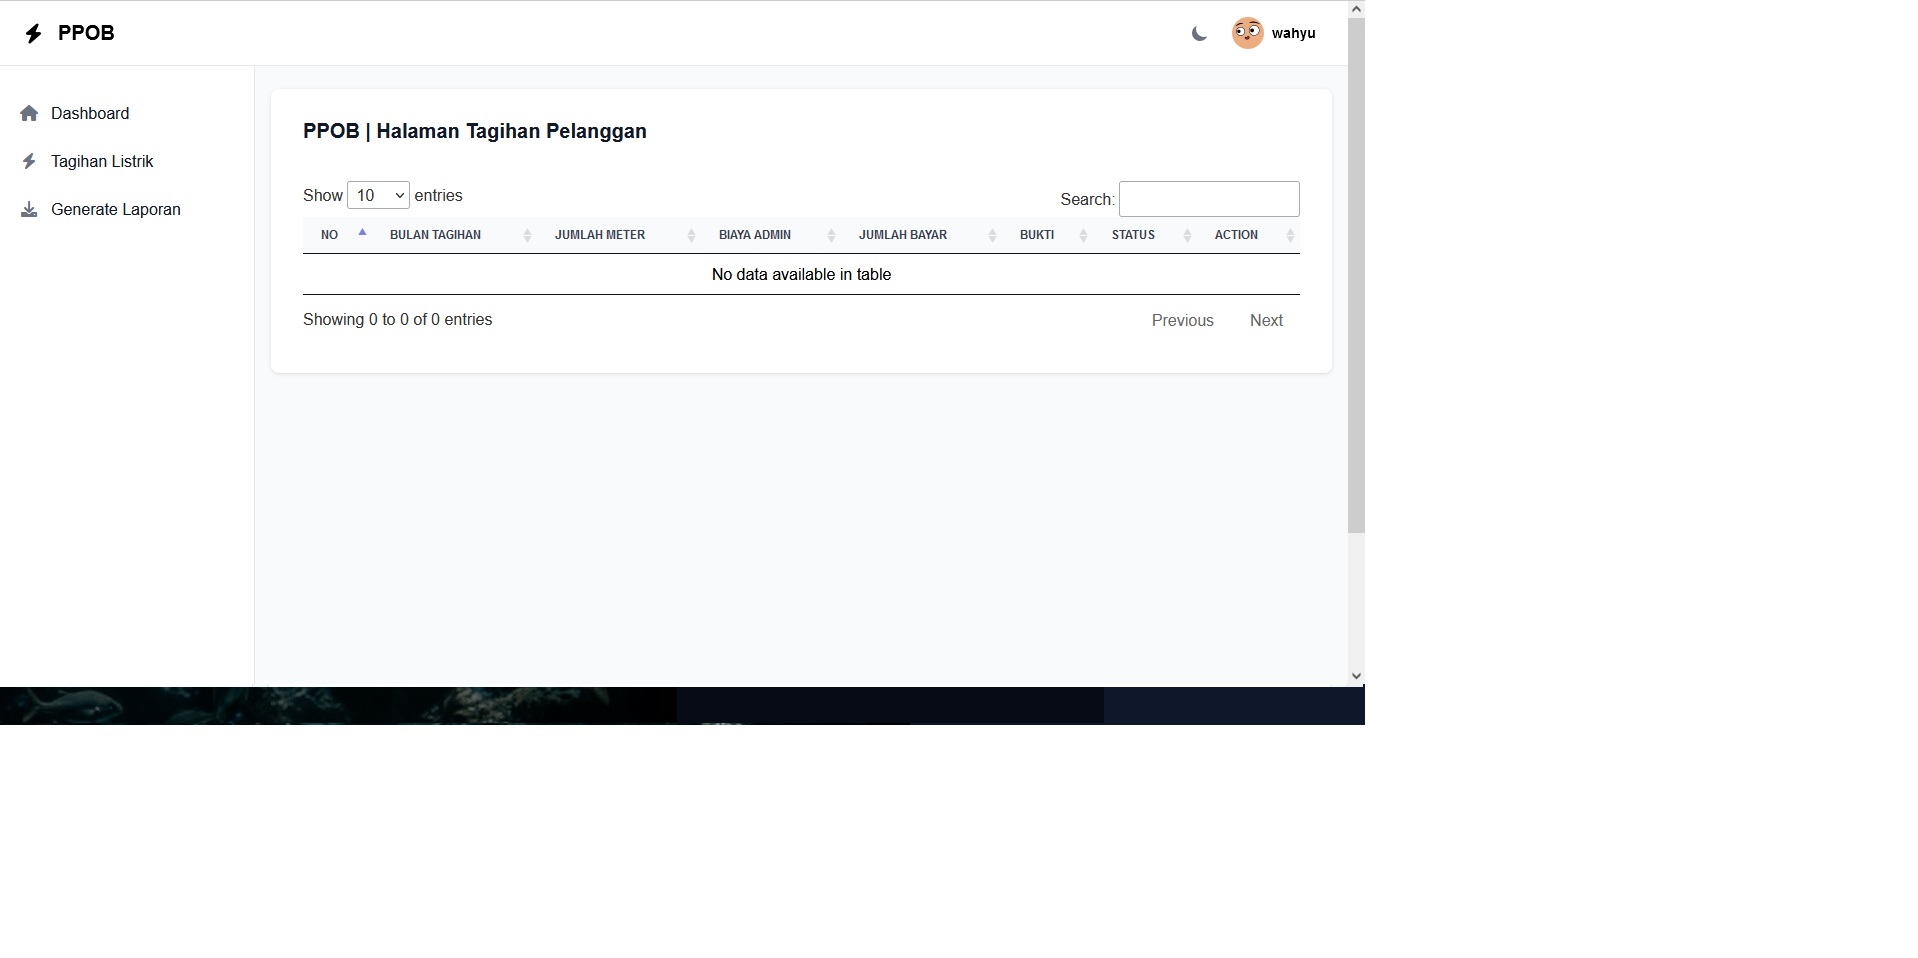 PPOB
wahyu
Dashboard
Tagihan Listrik
Generate Laporan
PPOB | Halaman Tagihan Pelanggan
Show 10 entries
Search:
NO BULAN TAGIHAN JUMLAH METER BIAYA ADMIN JUMLAH BAYAR BUKTI STATUS ACTION
No data available in table
Showing 0 to 0 of 0 entries
Previous Next